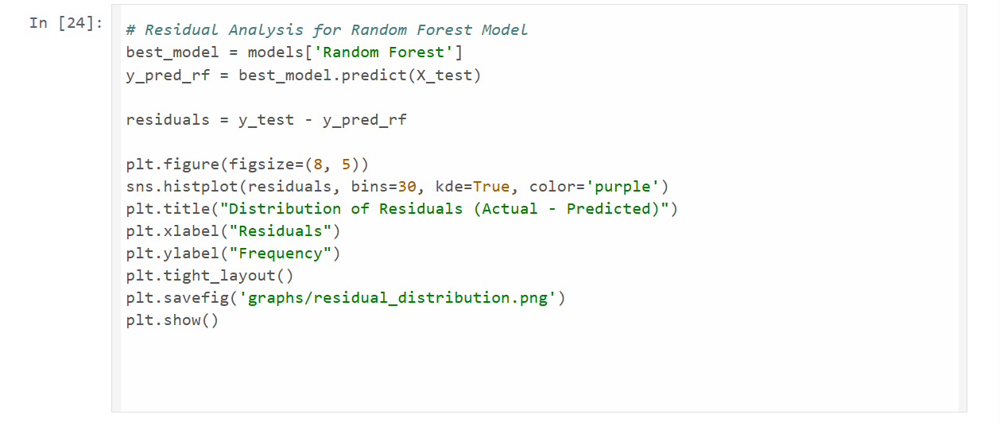 In [24]:
# Residual Analysis for Random Forest Model
best_model = models['Random Forest']
y_pred_rf = best_model.predict(X_test)
residuals = y_test - y_pred_rf
plt.figure(figsize=(8, 5))
sns.histplot(residuals, bins=30, kde=True, color='purple')
plt.title("Distribution of Residuals (Actual - Predicted)")
plt.xlabel("Residuals")
plt.ylabel("Frequency")
plt.tight_layout()
plt.savefig('graphs/residual_distribution.png')
plt.show()